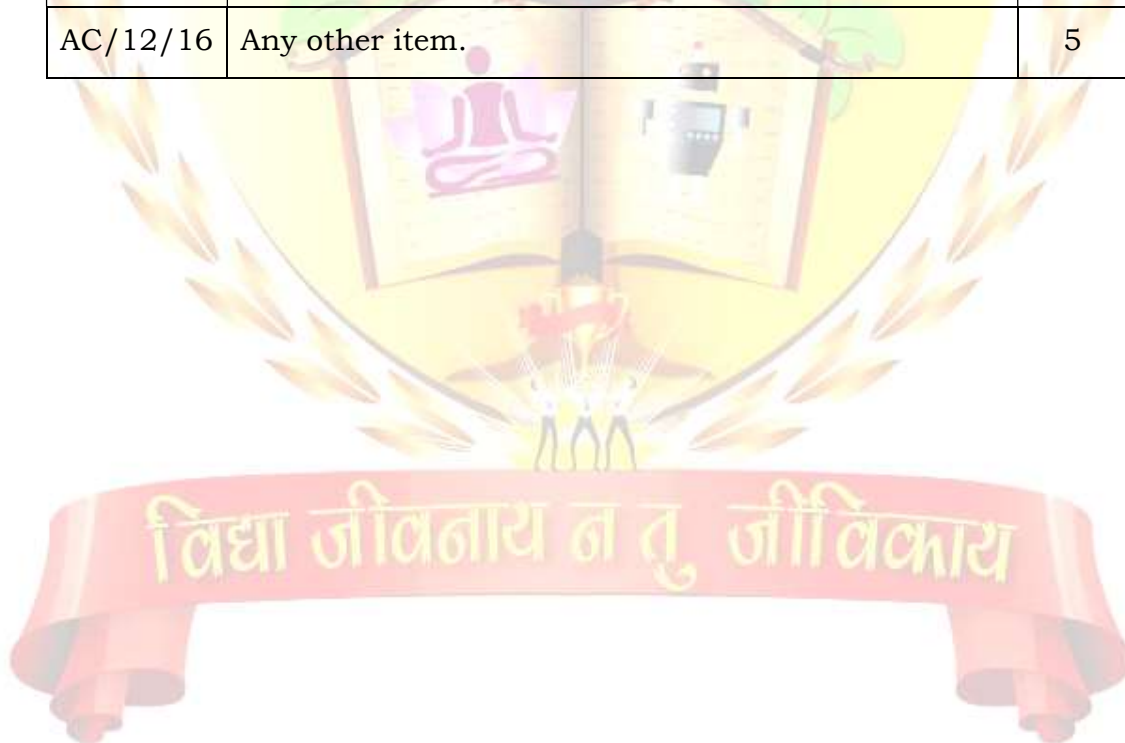 AC/12/16 Any other item. 5
विद्या जीवनाय न तु जीविकाय